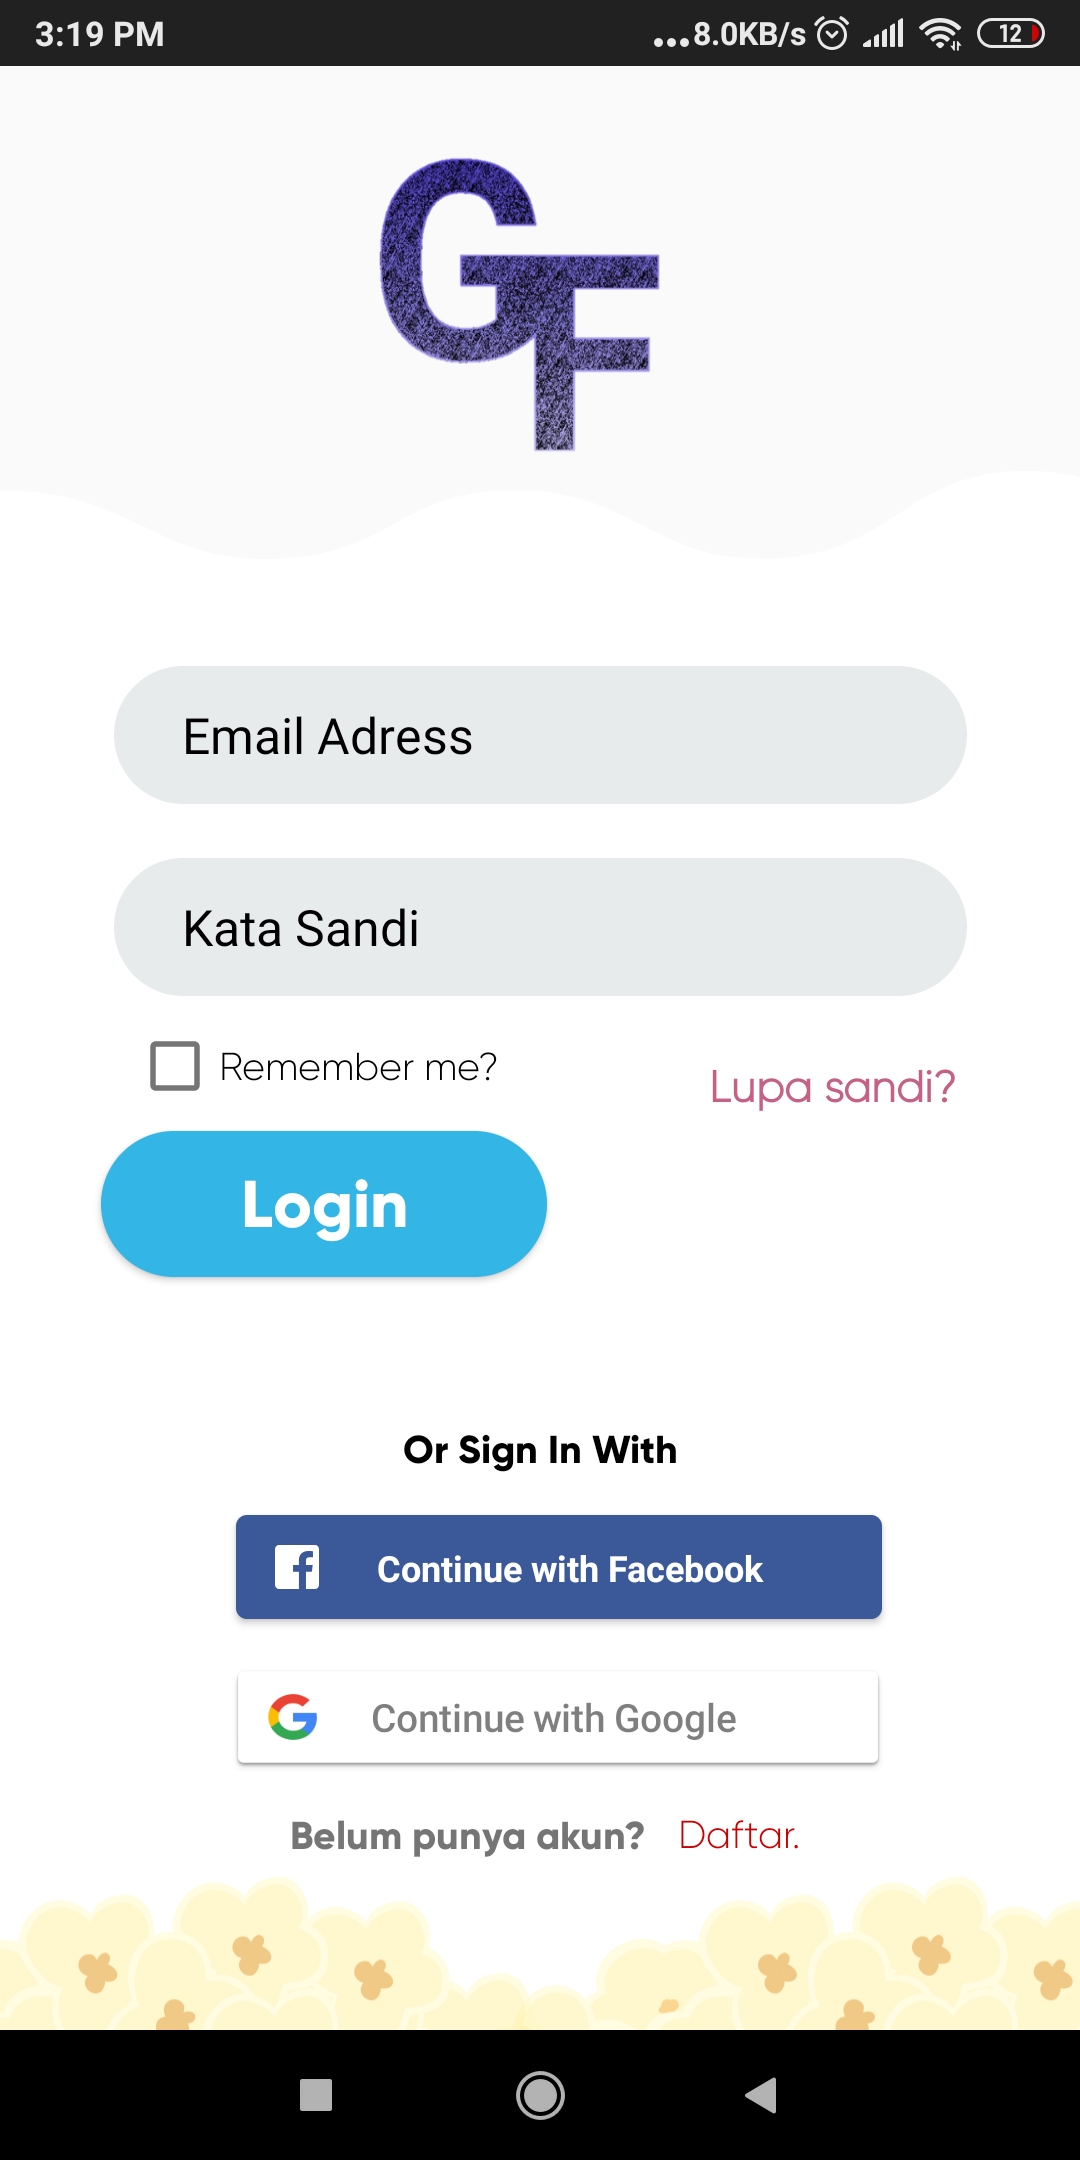 3:19 PM ...8.0KB/s 12
GF
Email Adress
Kata Sandi
Remember me?
Lupa sandi?
Login
Or Sign In With
Continue with Facebook
Continue with Google
Belum punya akun? Daftar.